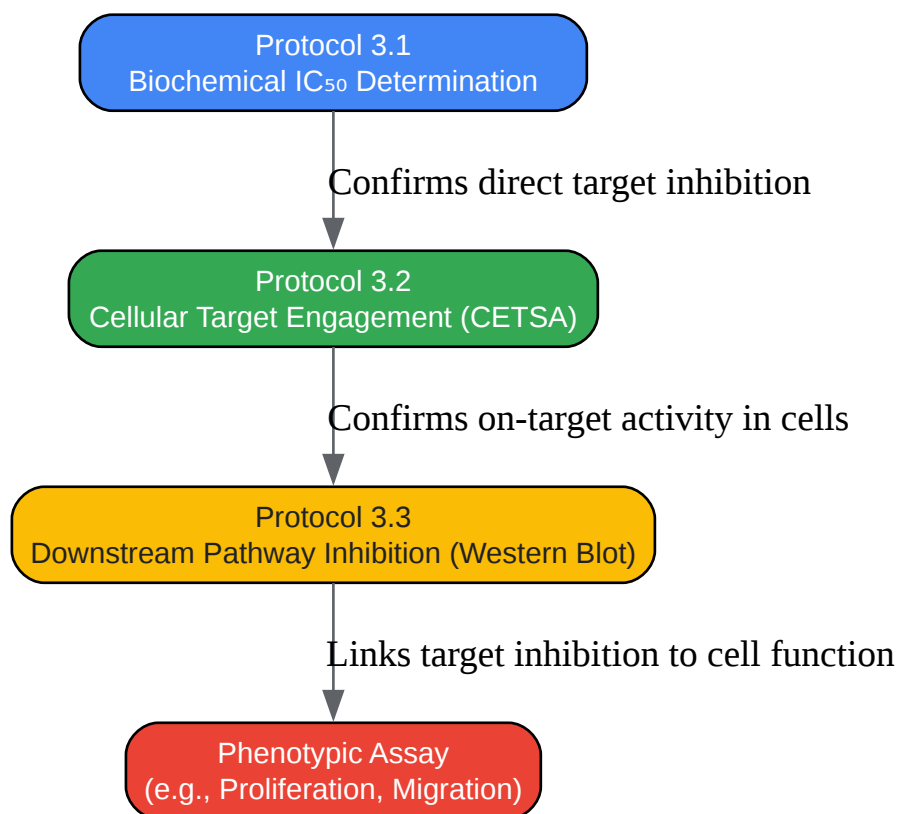 Protocol 3.1
Biochemical IC₅₀ Determination
Confirms direct target inhibition
Protocol 3.2
Cellular Target Engagement (CETSA)
Confirms on-target activity in cells
Protocol 3.3
Downstream Pathway Inhibition (Western Blot)
Links target inhibition to cell function
Phenotypic Assay
(e.g., Proliferation, Migration)